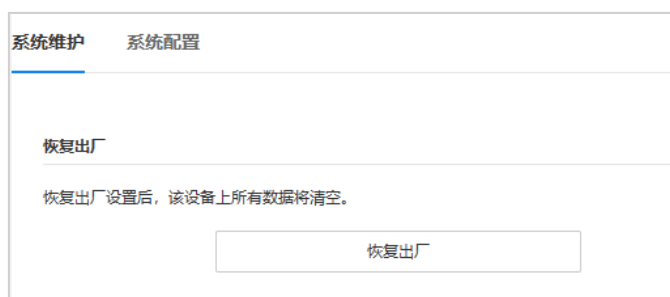 系统维护 系统配置
恢复出厂
恢复出厂设置后，该设备上所有数据将清空。
恢复出厂